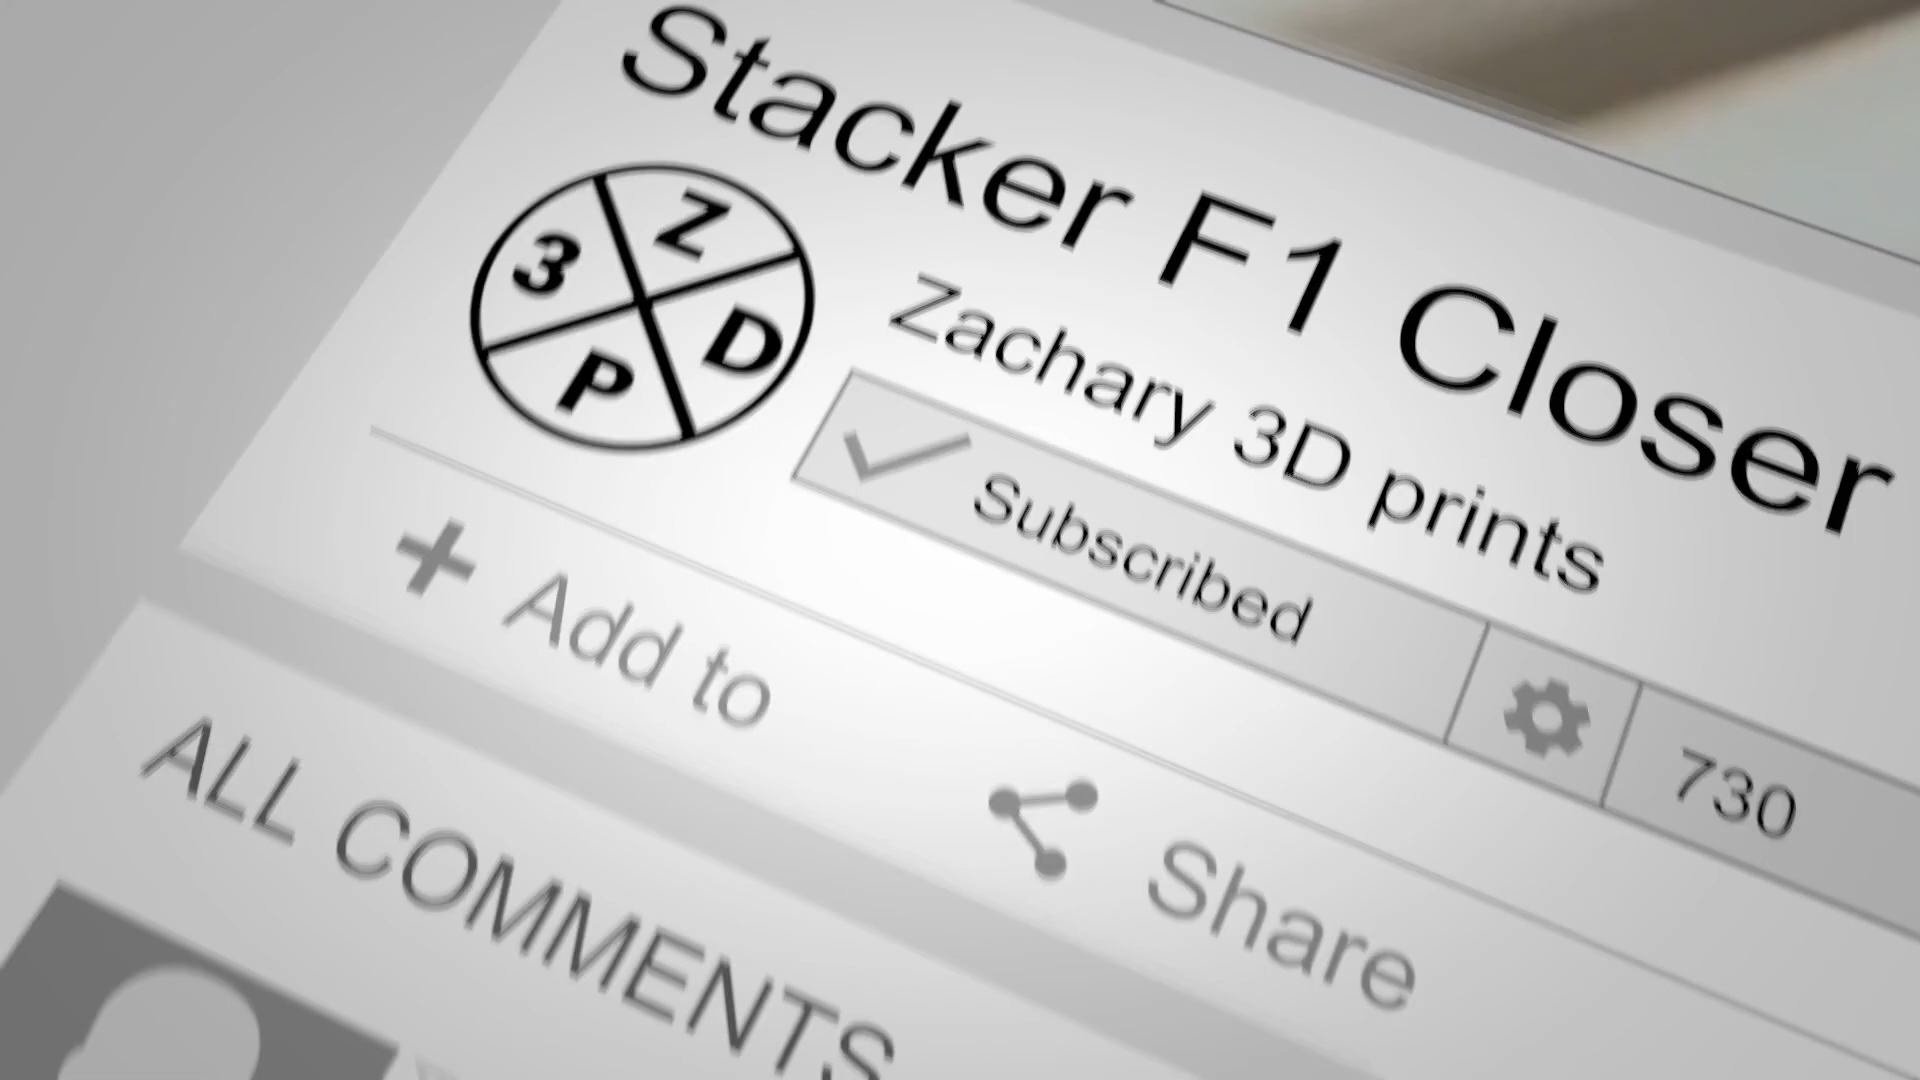 Stacker F1 Closer
Z
3
D
P
Zachary 3D prints
Subscribed
730
Add to
Share
ALL COMMENTS